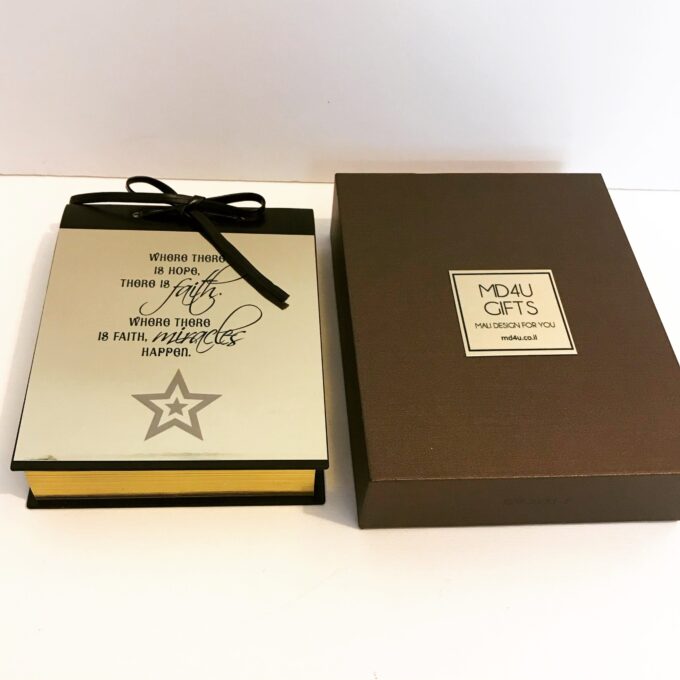 WHERE THERE
IS HOPE,
THERE IS faith.
WHERE THERE
IS FAITH, miracles
HAPPEN.
MD4U
GIFTS
MALI DESIGN FOR YOU
md4u.co.il